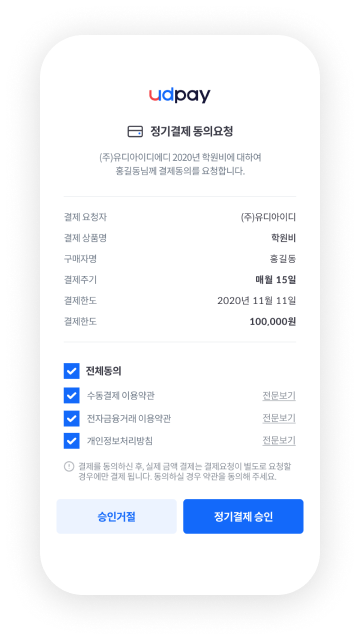 udpay
정기결제 동의요청
(주)유디아이디에디 2020년 학원비에 대하여
홍길동님께 결제동의를 요청합니다.
결제 요청자 (주)유디아이디
결제 상품명 학원비
구매자명 홍길동
결제주기 매월 15일
결제한도 2020년 11월 11일
결제한도 100,000원
전체동의
수동결제 이용약관 전문보기
전자금융거래 이용약관 전문보기
개인정보처리방침 전문보기
결제를 동의하신 후, 실제 금액 결제는 결제요청이 별도로 요청할
경우에만 결제 됩니다. 동의하실 경우 약관을 동의해 주세요.
승인거절 정기결제 승인